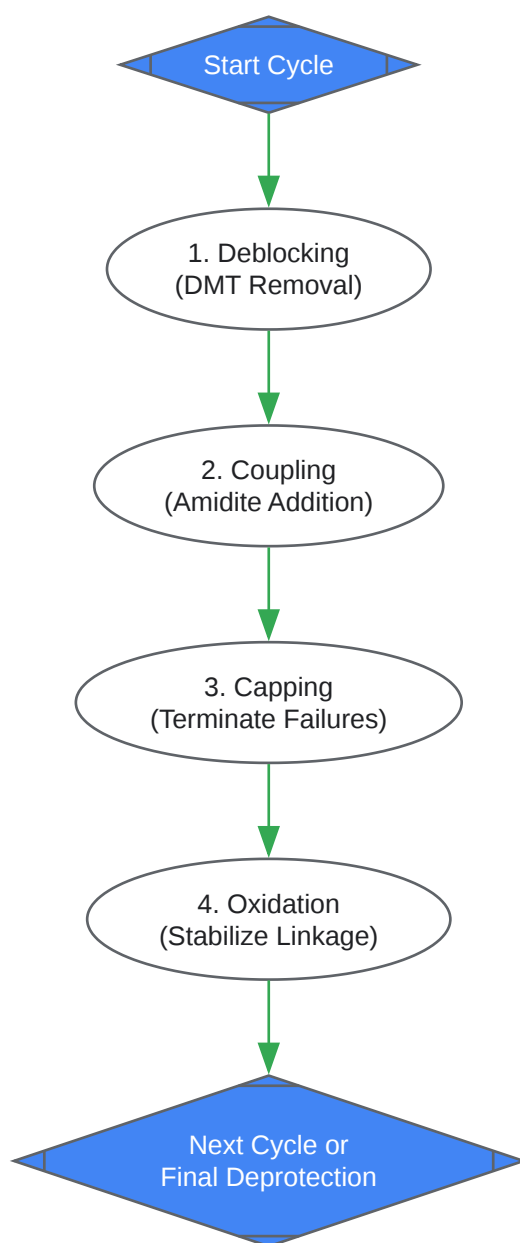 Start Cycle
1. Deblocking
(DMT Removal)
2. Coupling
(Amidite Addition)
3. Capping
(Terminate Failures)
4. Oxidation
(Stabilize Linkage)
Next Cycle or
Final Deprotection